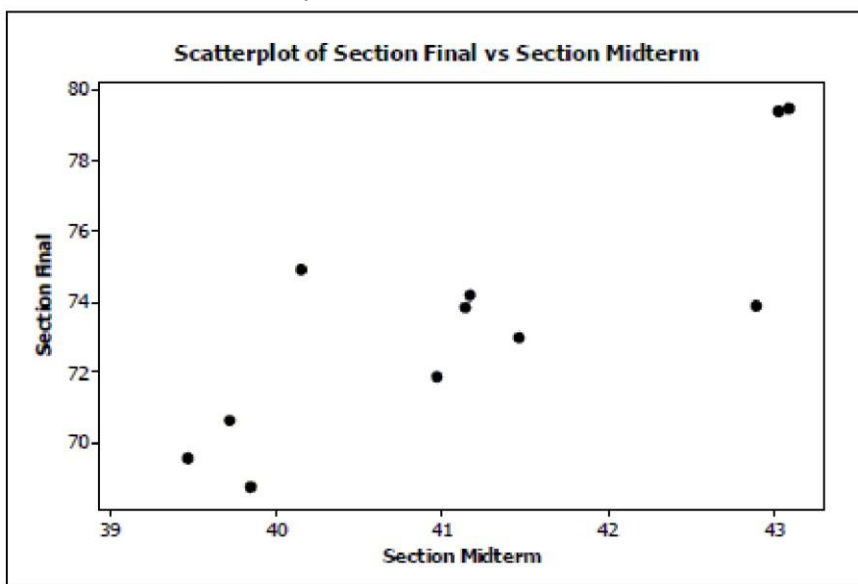 Scatterplot of Section Final vs Section Midterm
80
78
76
74
72
70
Section Final
39 40 41 42 43
Section Midterm